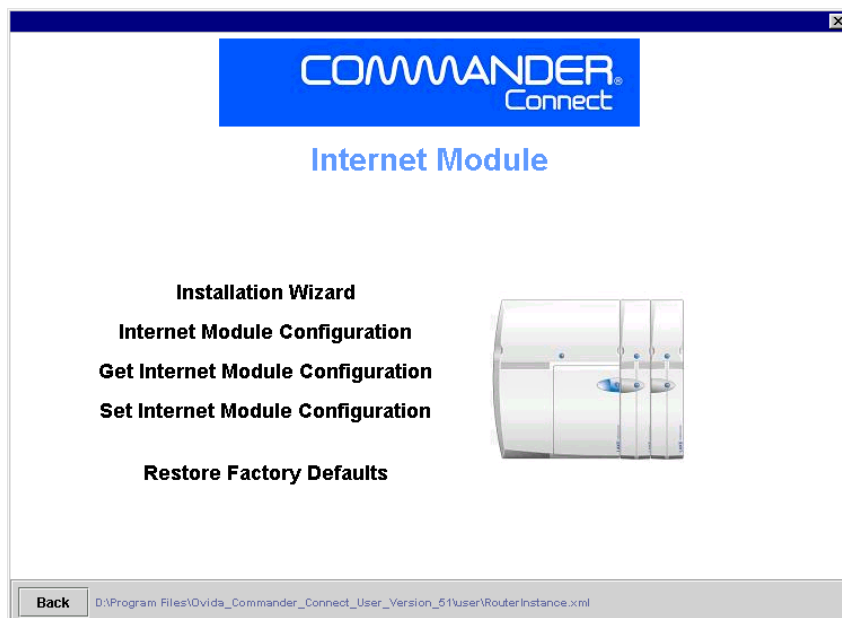 COMMANDER®
Connect
Internet Module
Installation Wizard
Internet Module Configuration
Get Internet Module Configuration
Set Internet Module Configuration
Restore Factory Defaults
Back
D:\Program Files\Ovida_Commander_Connect_User_Version_51\user\RouterInstance.xml